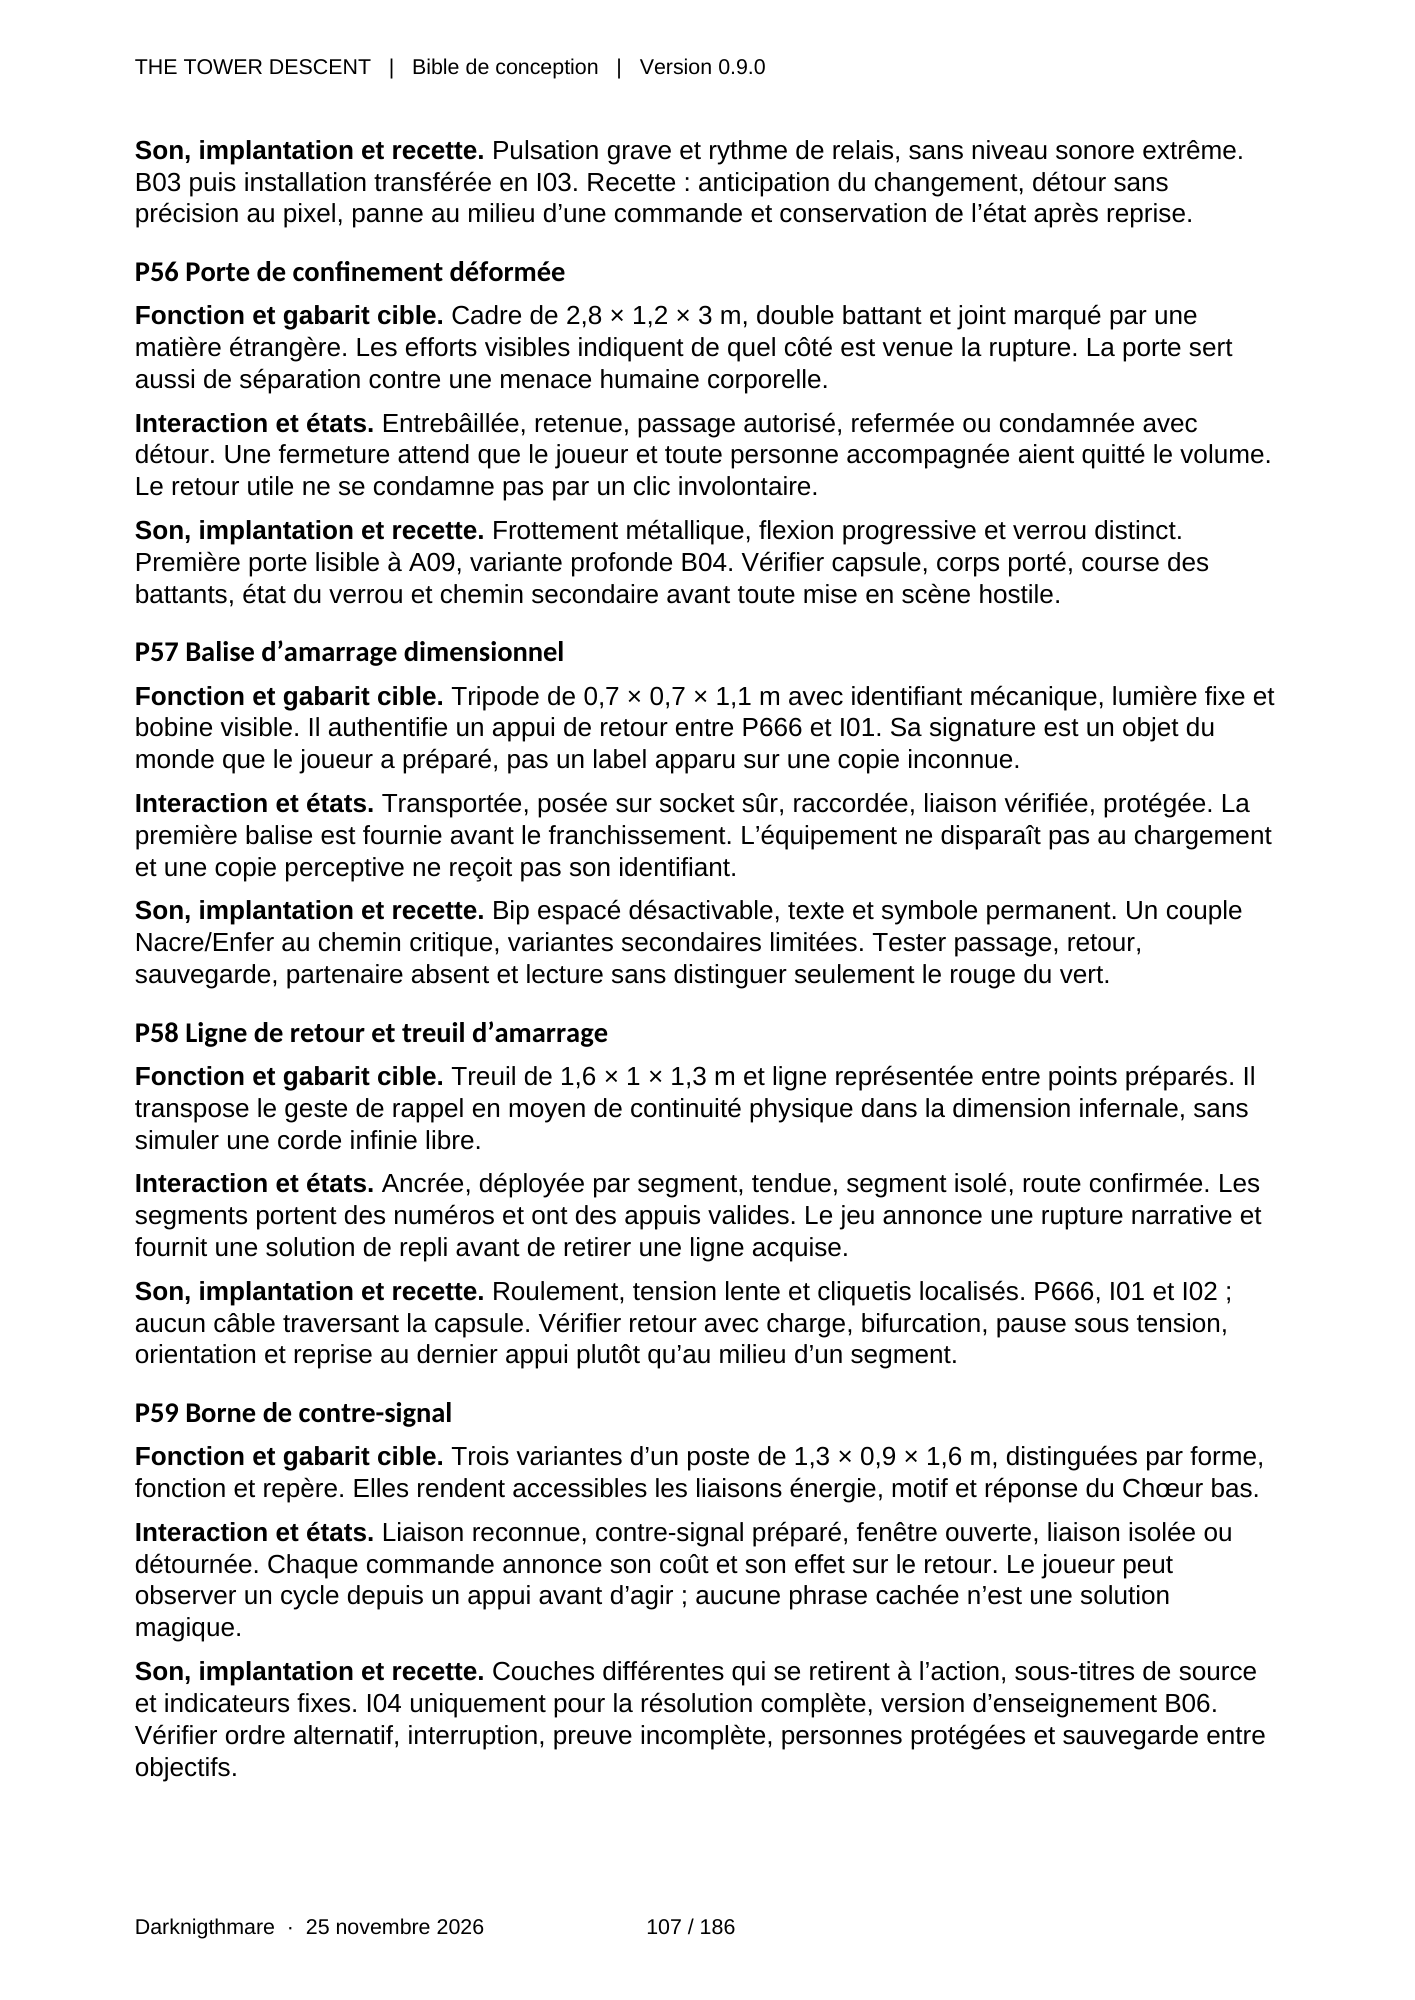 THE TOWER DESCENT | Bible de conception | Version 0.9.0
Son, implantation et recette. Pulsation grave et rythme de relais, sans niveau sonore extrême.
B03 puis installation transférée en I03. Recette : anticipation du changement, détour sans
précision au pixel, panne au milieu d’une commande et conservation de l’état après reprise.
P56 Porte de confinement déformée
Fonction et gabarit cible. Cadre de 2,8 × 1,2 × 3 m, double battant et joint marqué par une
matière étrangère. Les efforts visibles indiquent de quel côté est venue la rupture. La porte sert
aussi de séparation contre une menace humaine corporelle.
Interaction et états. Entrebâillée, retenue, passage autorisé, refermée ou condamnée avec
détour. Une fermeture attend que le joueur et toute personne accompagnée aient quitté le volume.
Le retour utile ne se condamne pas par un clic involontaire.
Son, implantation et recette. Frottement métallique, flexion progressive et verrou distinct.
Première porte lisible à A09, variante profonde B04. Vérifier capsule, corps porté, course des
battants, état du verrou et chemin secondaire avant toute mise en scène hostile.
P57 Balise d’amarrage dimensionnel
Fonction et gabarit cible. Tripode de 0,7 × 0,7 × 1,1 m avec identifiant mécanique, lumière fixe et
bobine visible. Il authentifie un appui de retour entre P666 et I01. Sa signature est un objet du
monde que le joueur a préparé, pas un label apparu sur une copie inconnue.
Interaction et états. Transportée, posée sur socket sûr, raccordée, liaison vérifiée, protégée. La
première balise est fournie avant le franchissement. L’équipement ne disparaît pas au chargement
et une copie perceptive ne reçoit pas son identifiant.
Son, implantation et recette. Bip espacé désactivable, texte et symbole permanent. Un couple
Nacre/Enfer au chemin critique, variantes secondaires limitées. Tester passage, retour,
sauvegarde, partenaire absent et lecture sans distinguer seulement le rouge du vert.
P58 Ligne de retour et treuil d’amarrage
Fonction et gabarit cible. Treuil de 1,6 × 1 × 1,3 m et ligne représentée entre points préparés. Il
transpose le geste de rappel en moyen de continuité physique dans la dimension infernale, sans
simuler une corde infinie libre.
Interaction et états. Ancrée, déployée par segment, tendue, segment isolé, route confirmée. Les
segments portent des numéros et ont des appuis valides. Le jeu annonce une rupture narrative et
fournit une solution de repli avant de retirer une ligne acquise.
Son, implantation et recette. Roulement, tension lente et cliquetis localisés. P666, I01 et I02 ;
aucun câble traversant la capsule. Vérifier retour avec charge, bifurcation, pause sous tension,
orientation et reprise au dernier appui plutôt qu’au milieu d’un segment.
P59 Borne de contre-signal
Fonction et gabarit cible. Trois variantes d’un poste de 1,3 × 0,9 × 1,6 m, distinguées par forme,
fonction et repère. Elles rendent accessibles les liaisons énergie, motif et réponse du Chœur bas.
Interaction et états. Liaison reconnue, contre-signal préparé, fenêtre ouverte, liaison isolée ou
détournée. Chaque commande annonce son coût et son effet sur le retour. Le joueur peut
observer un cycle depuis un appui avant d’agir ; aucune phrase cachée n’est une solution
magique.
Son, implantation et recette. Couches différentes qui se retirent à l’action, sous-titres de source
et indicateurs fixes. I04 uniquement pour la résolution complète, version d’enseignement B06.
Vérifier ordre alternatif, interruption, preuve incomplète, personnes protégées et sauvegarde entre
objectifs.
Darknigthmare · 25 novembre 2026 107 / 186